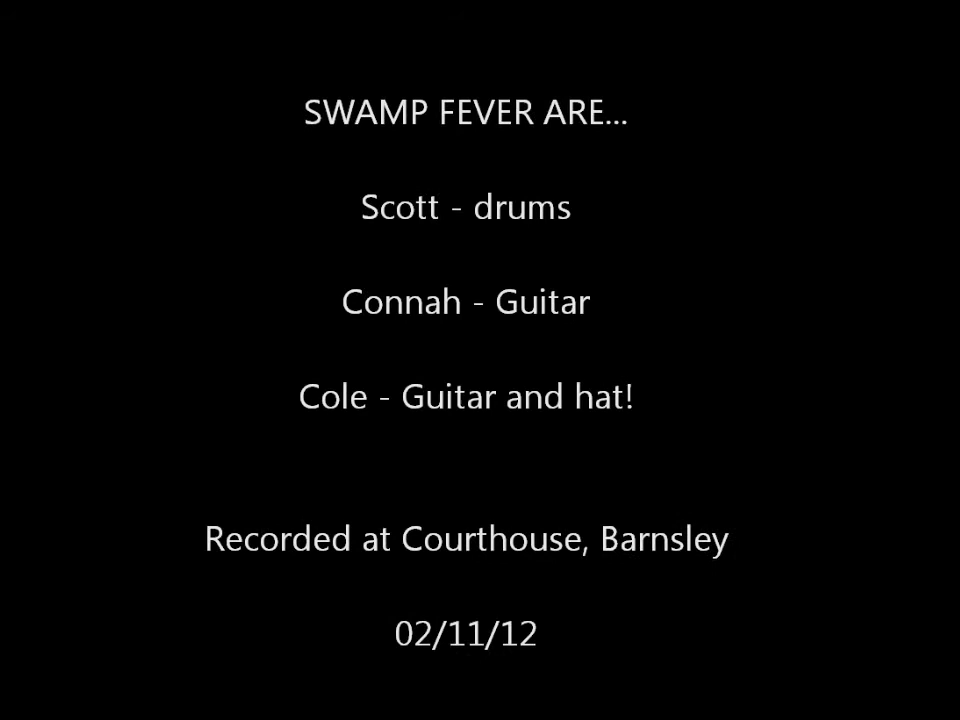 SWAMP FEVER ARE...
Scott - drums
Connah - Guitar
Cole - Guitar and hat!
Recorded at Courthouse, Barnsley
02/11/12